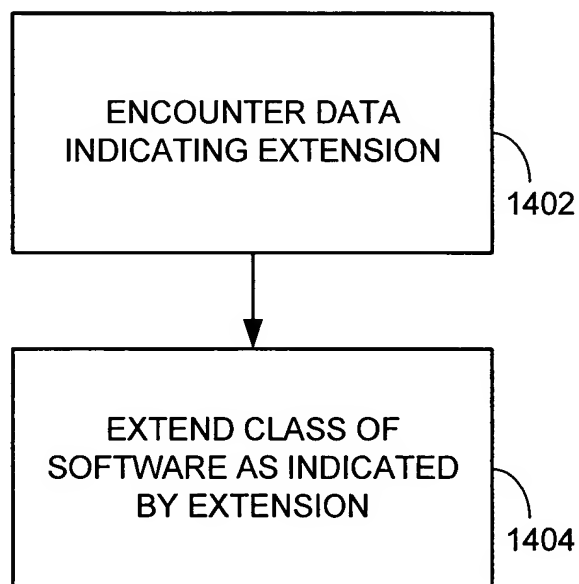 ENCOUNTER DATA
INDICATING EXTENSION
1402
EXTEND CLASS OF
SOFTWARE AS INDICATED
BY EXTENSION
1404